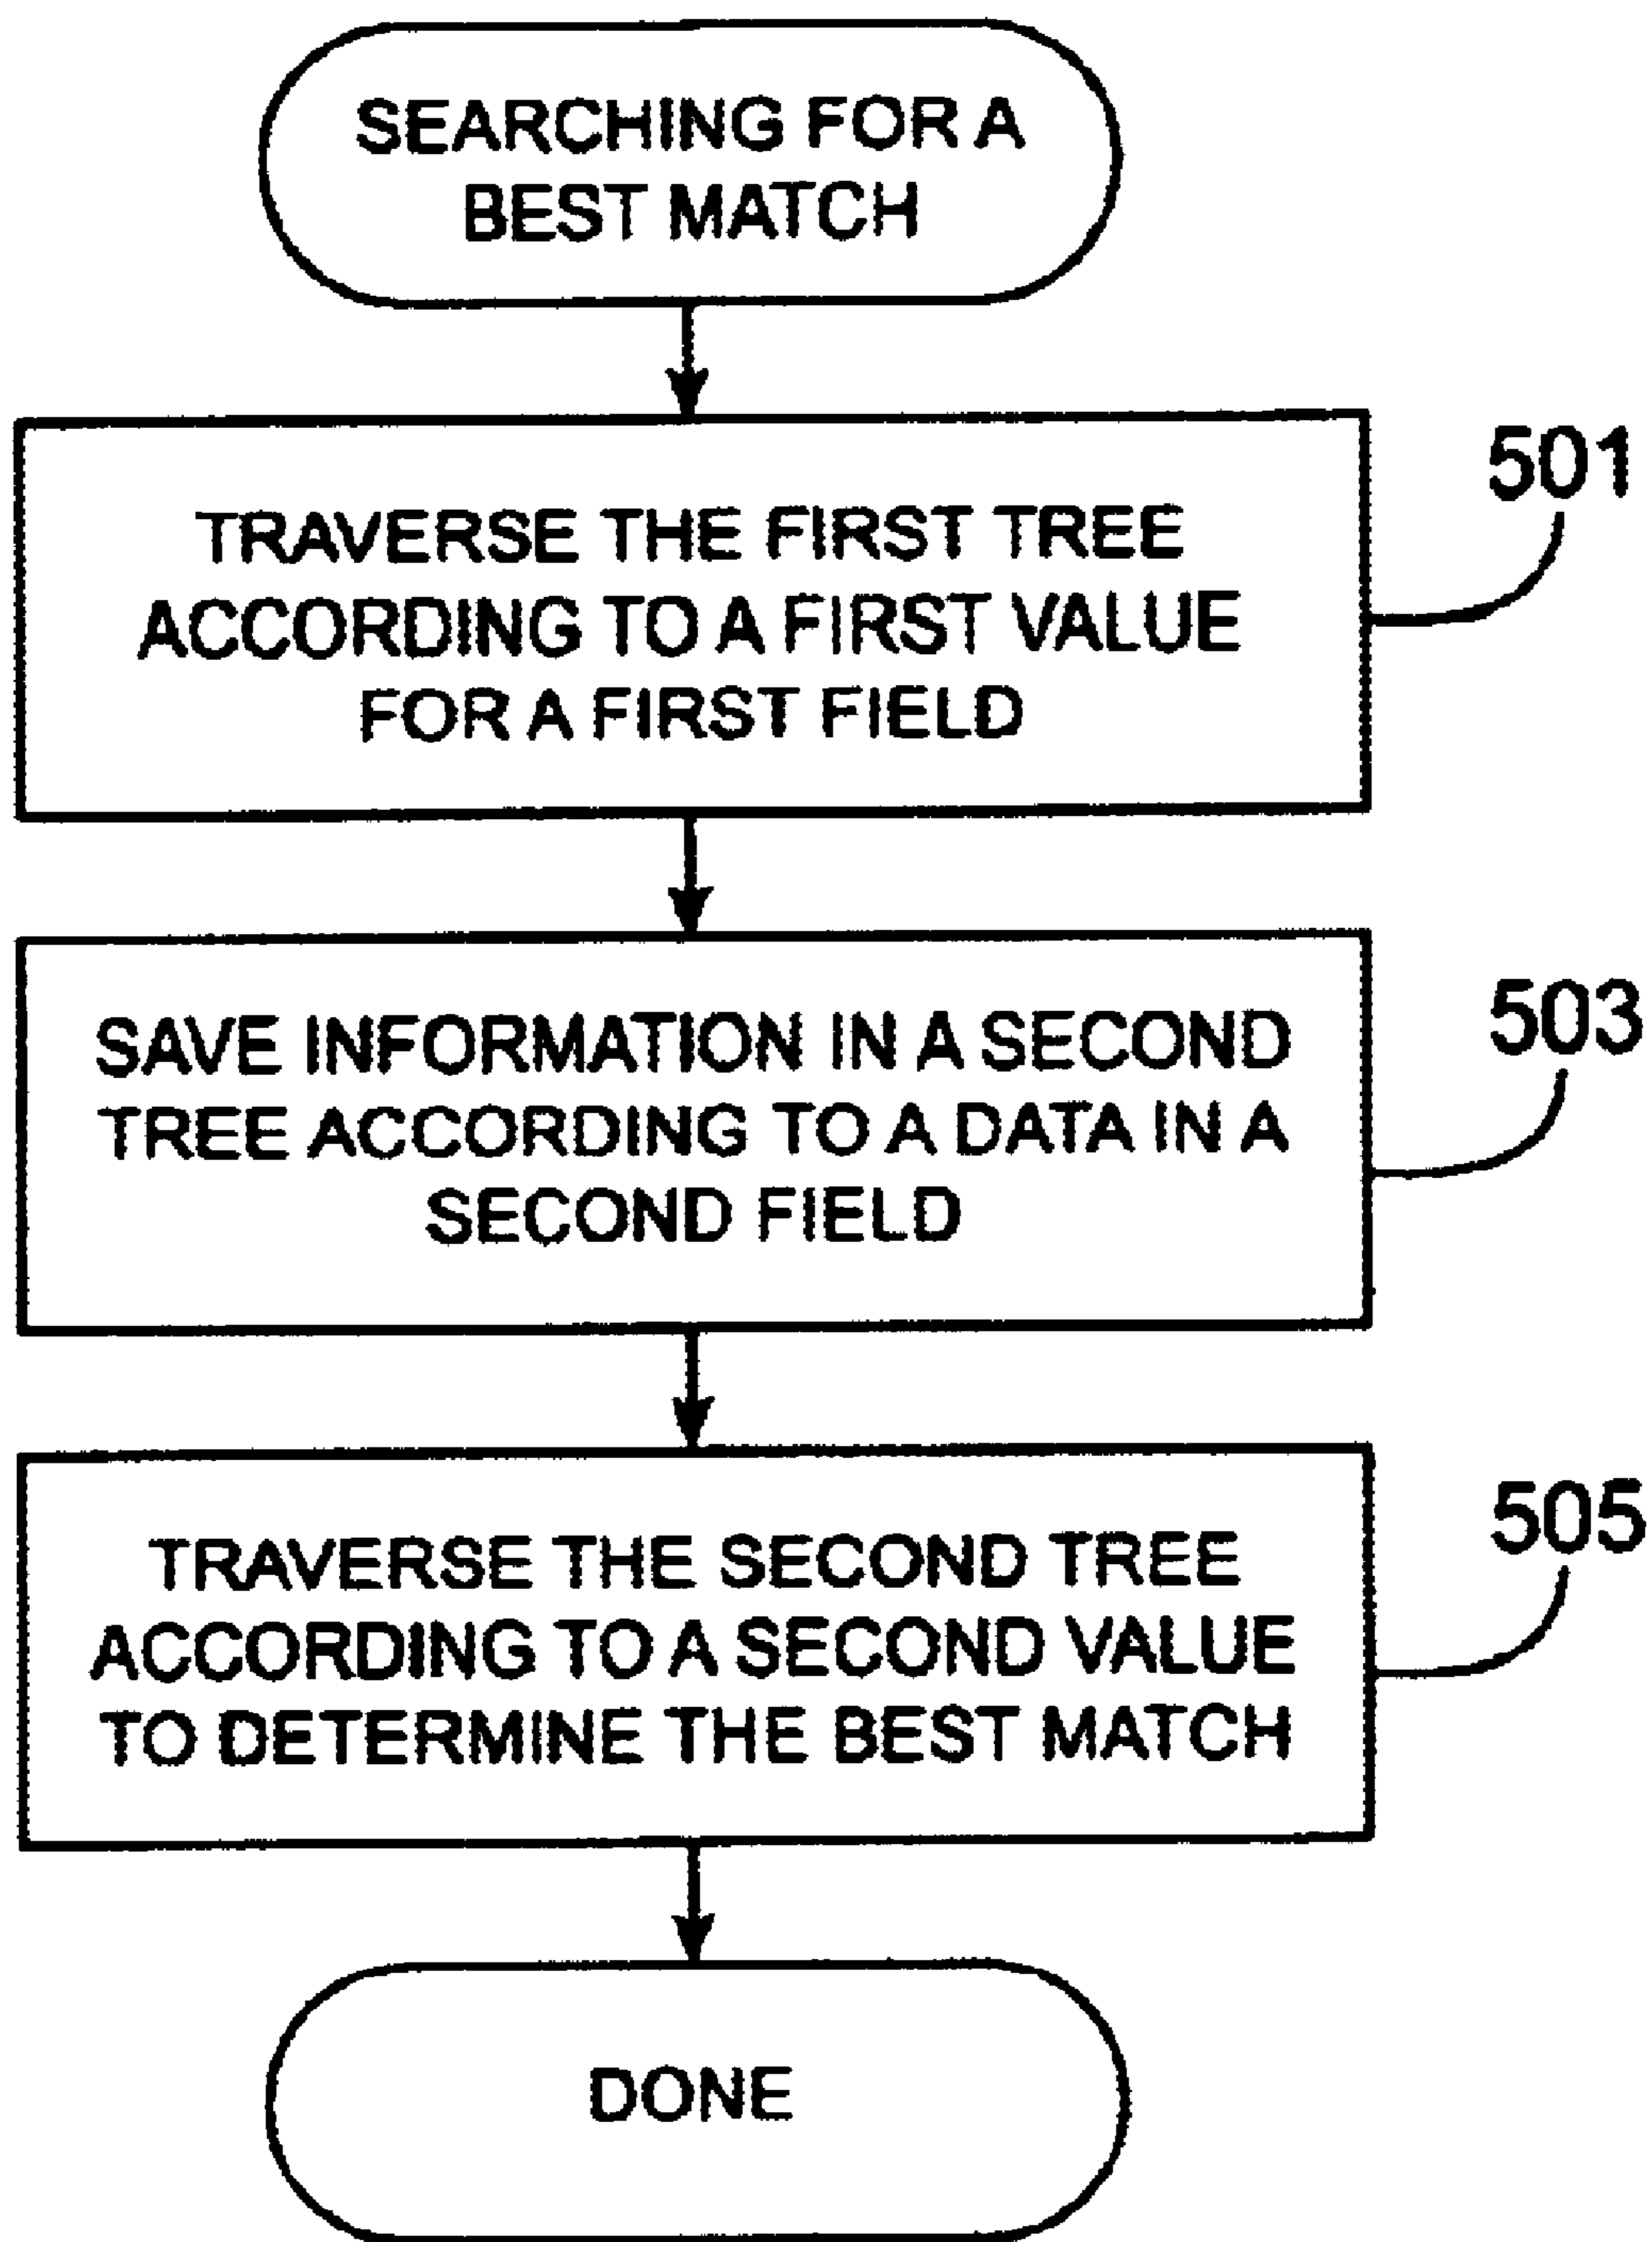 SEARCHING FOR A
BEST MATCH
501
TRAVERSE THE FIRST TREE
ACCORDING TO A FIRST VALUE
FOR A FIRST FIELD
503
SAVE INFORMATION IN A SECOND
TREE ACCORDING TO A DATA IN A
SECOND FIELD
505
TRAVERSE THE SECOND TREE
ACCORDING TO A SECOND VALUE
TO DETERMINE THE BEST MATCH
DONE